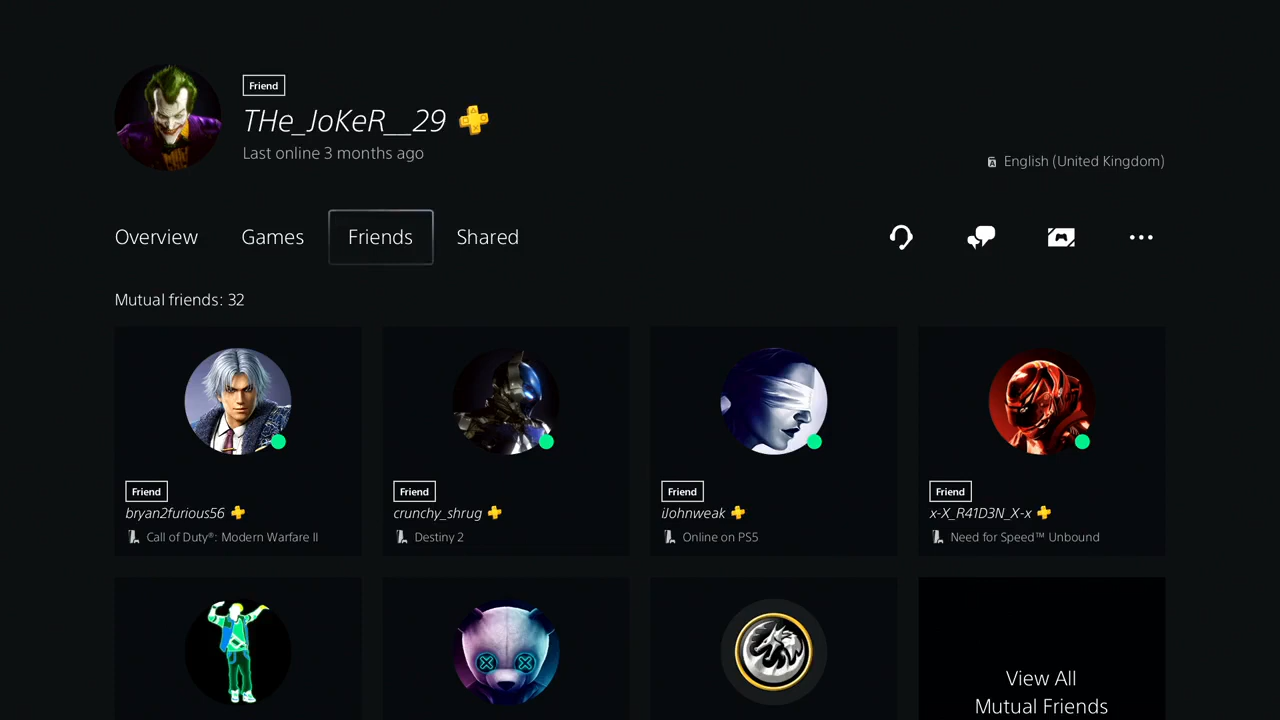 Friend
THe_JoKeR__29
Last online 3 months ago
English (United Kingdom)
Overview
Games
Friends
Shared
Mutual friends: 32
Friend
bryan2furious56
Call of Duty®: Modern Warfare II
Friend
crunchy_shrug
Destiny 2
Friend
iJohnweak
Online on PS5
Friend
x-X_R41D3N_X-x
Need for Speed™ Unbound
View All
Mutual Friends